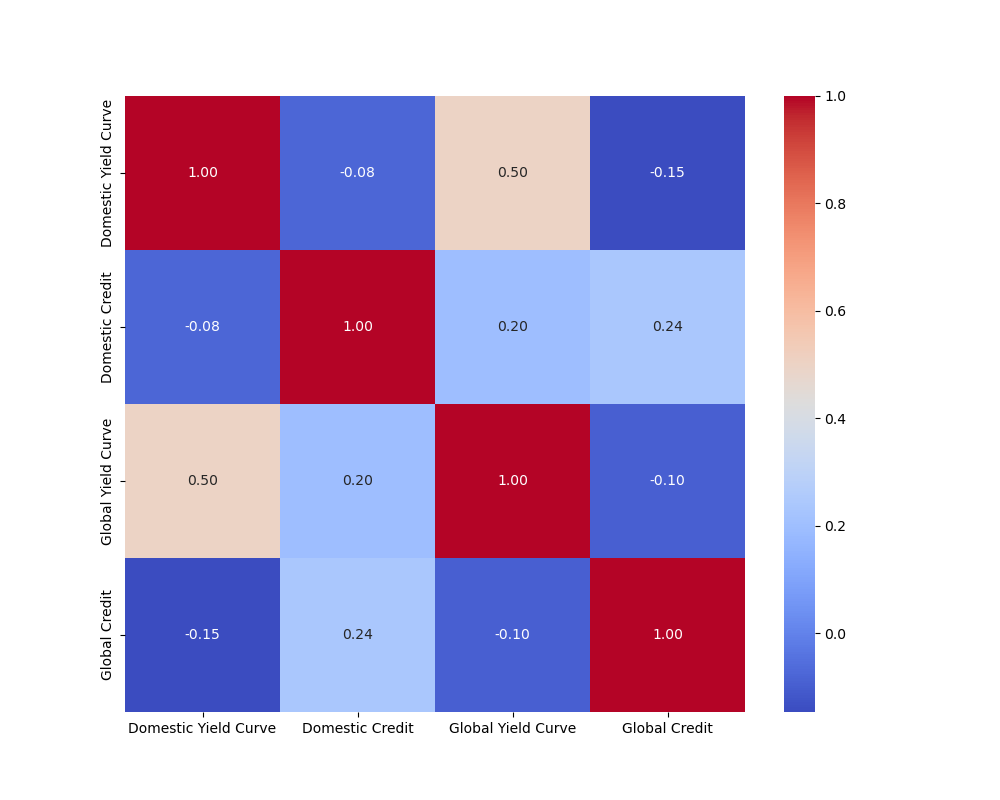 Domestic Yield Curve
1.00 -0.08 0.50 -0.15
Domestic Credit
-0.08 1.00 0.20 0.24
Global Yield Curve
0.50 0.20 1.00 -0.10
Global Credit
-0.15 0.24 -0.10 1.00
Domestic Yield Curve Domestic Credit Global Yield Curve Global Credit
1.0
0.8
0.6
0.4
0.2
0.0